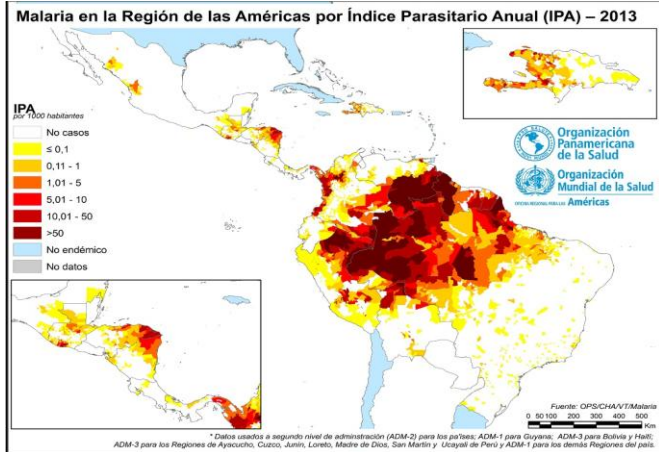 Malaria en la Región de las Américas por Índice Parasitario Anual (IPA) – 2013
IPA
por 1000 habitantes
No casos
≤ 0,1
0,11 - 1
1,01 - 5
5,01 - 10
10,01 - 50
>50
No endémico
No datos
Organización
Panamericana
de la Salud
Organización
Mundial de la Salud
OFICINA REGIONAL PARA LAS Américas
Fuente: OPS/CHA/VT/Malaria
0 50 100 200 300 400 500
Km
* Datos usados a segundo nivel de adminstración (ADM-2) para los países; ADM-1 para Guyana; ADM-3 para Bolivia y Haití;
ADM-3 para los Regiones de Ayacucho, Cuzco, Junín, Loreto, Madre de Dios, San Martín y Ucayali de Perú y ADM-1 para los demás Regiones del país.